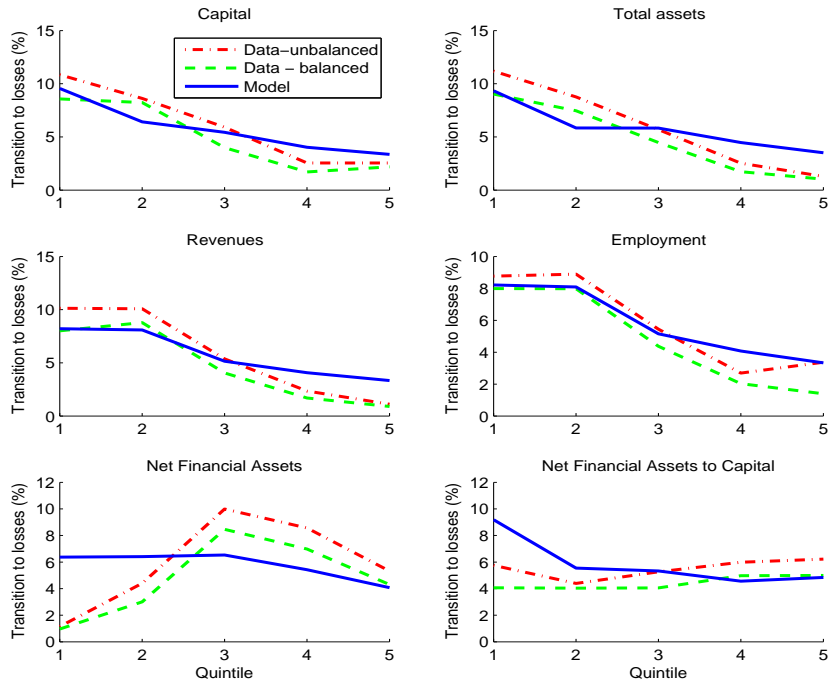 Capital
Transition to losses (%)
15
10
5
0
1 2 3 4 5
Data-unbalanced
Data - balanced
Model
Total assets
Transition to losses (%)
15
10
5
0
1 2 3 4 5
Revenues
Transition to losses (%)
15
10
5
0
1 2 3 4 5
Employment
Transition to losses (%)
10
8
6
4
2
0
1 2 3 4 5
Net Financial Assets
Transition to losses (%)
12
10
8
6
4
2
0
1 2 3 4 5
Quintile
Net Financial Assets to Capital
Transition to losses (%)
12
10
8
6
4
2
0
1 2 3 4 5
Quintile